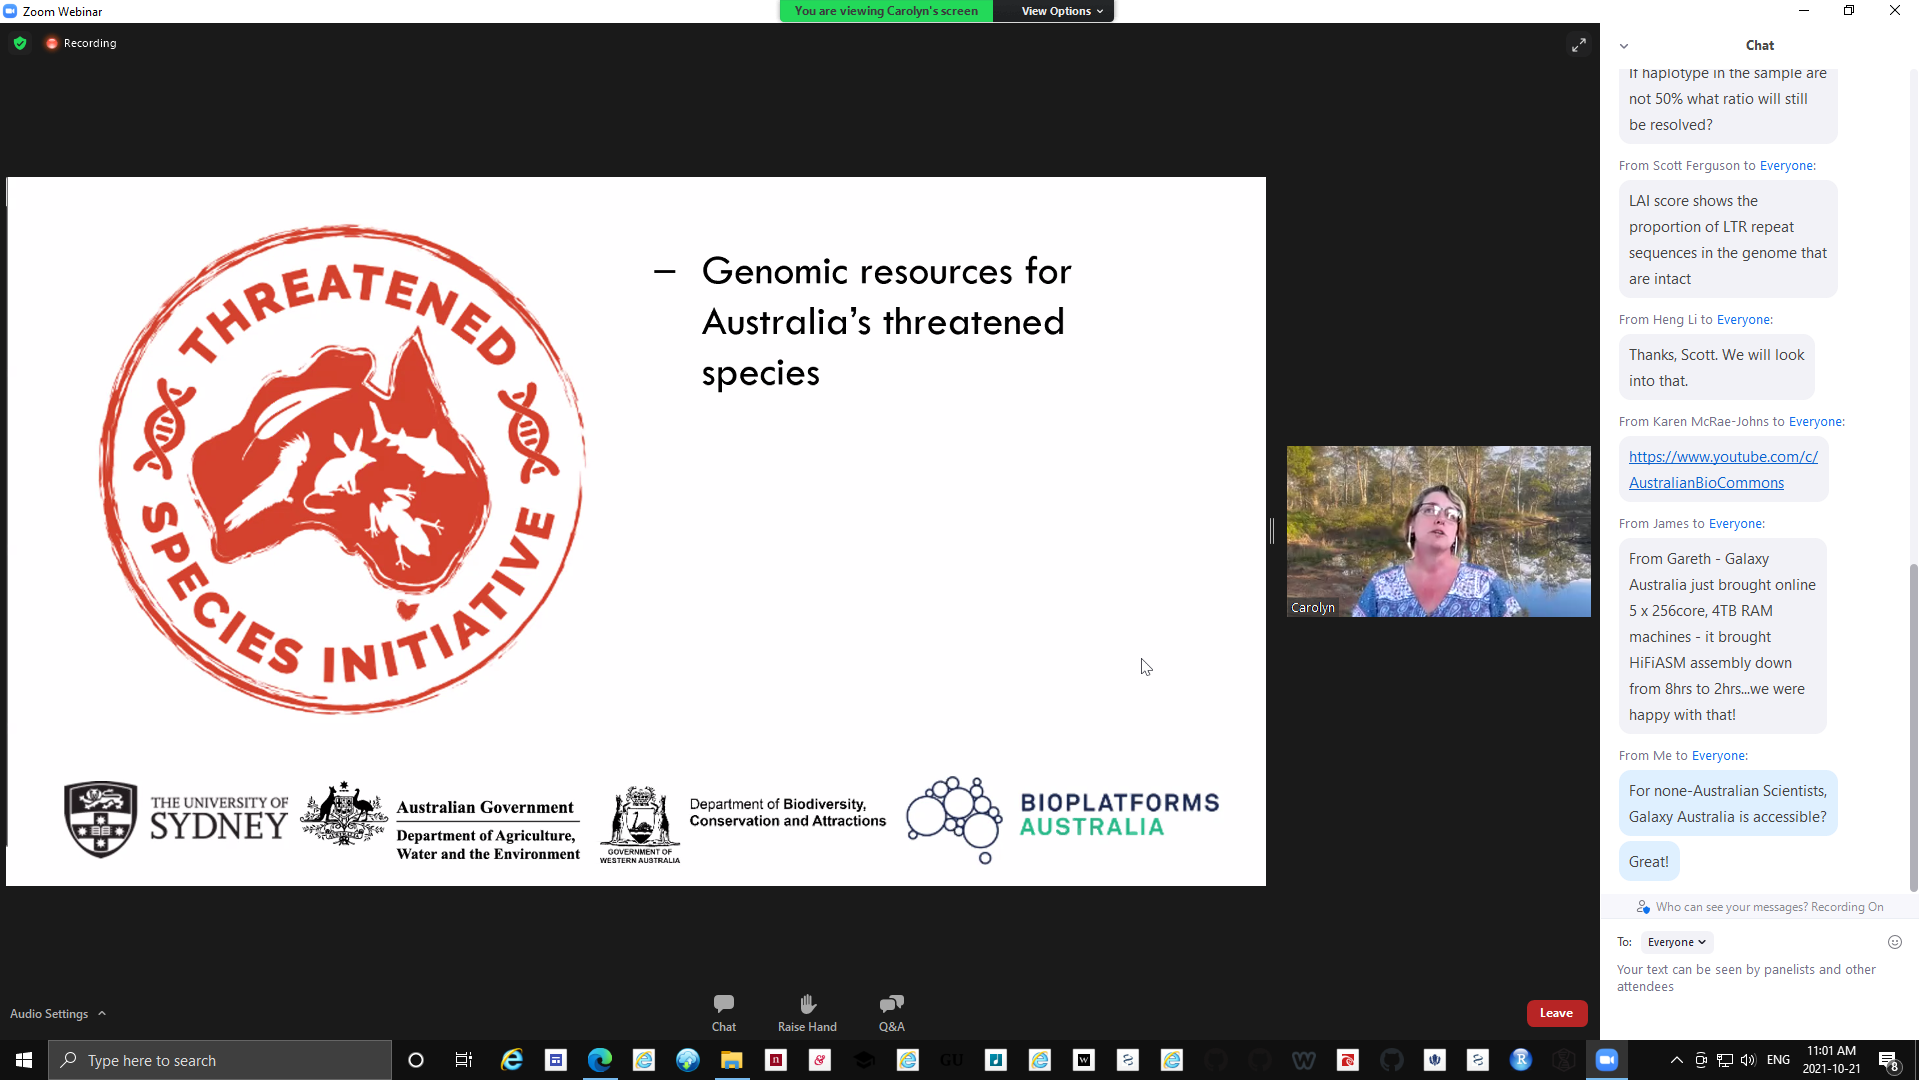 Zoom Webinar
You are viewing Carolyn's screen
View Options
Recording
THREATENED
SPECIES INITIATIVE
– Genomic resources for
Australia’s threatened
species
THE UNIVERSITY OF
SYDNEY
Australian Government
Department of Agriculture,
Water and the Environment
GOVERNMENT OF
WESTERN AUSTRALIA
Department of Biodiversity,
Conservation and Attractions
BIOPLATFORMS
AUSTRALIA
Carolyn
Chat
If haplotype in the sample are
not 50% what ratio will still
be resolved?
From Scott Ferguson to Everyone:
LAI score shows the
proportion of LTR repeat
sequences in the genome that
are intact
From Heng Li to Everyone:
Thanks, Scott. We will look
into that.
From Karen McRae-Johns to Everyone:
https://www.youtube.com/c/
AustralianBioCommons
From James to Everyone:
From Gareth - Galaxy
Australia just brought online
5 x 256core, 4TB RAM
machines - it brought
HiFiASM assembly down
from 8hrs to 2hrs...we were
happy with that!
From Me to Everyone:
For none-Australian Scientists,
Galaxy Australia is accessible?
Great!
Who can see your messages? Recording On
To: Everyone
Your text can be seen by panelists and other
attendees
Audio Settings
Chat
Raise Hand
Q&A
Leave
Type here to search
GU
ENG
11:01 AM
2021-10-21
8